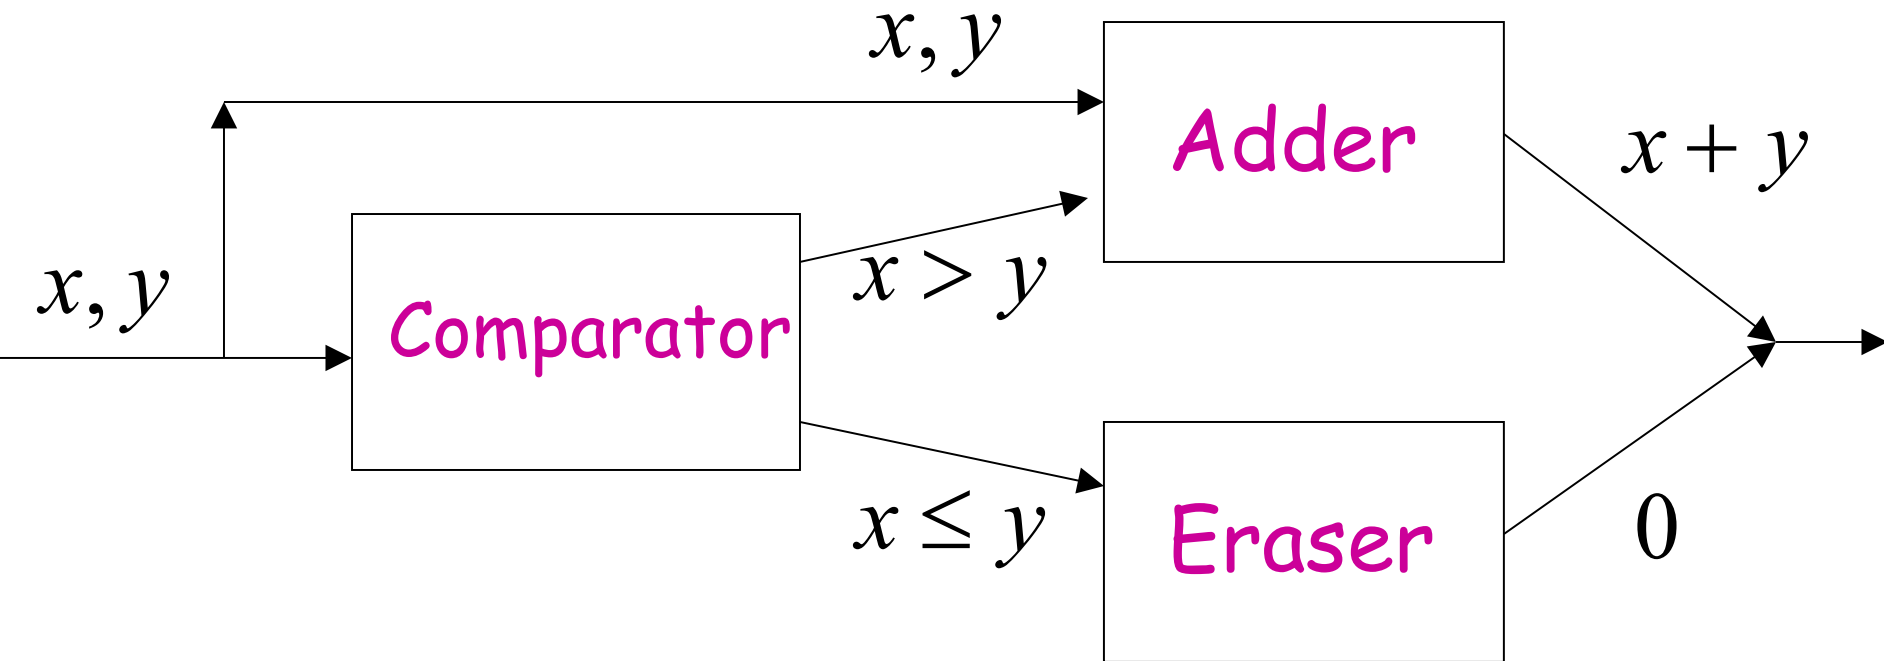 x, y
Adder
x + y
x, y
x > y
Comparator
x ≤ y
Eraser
0